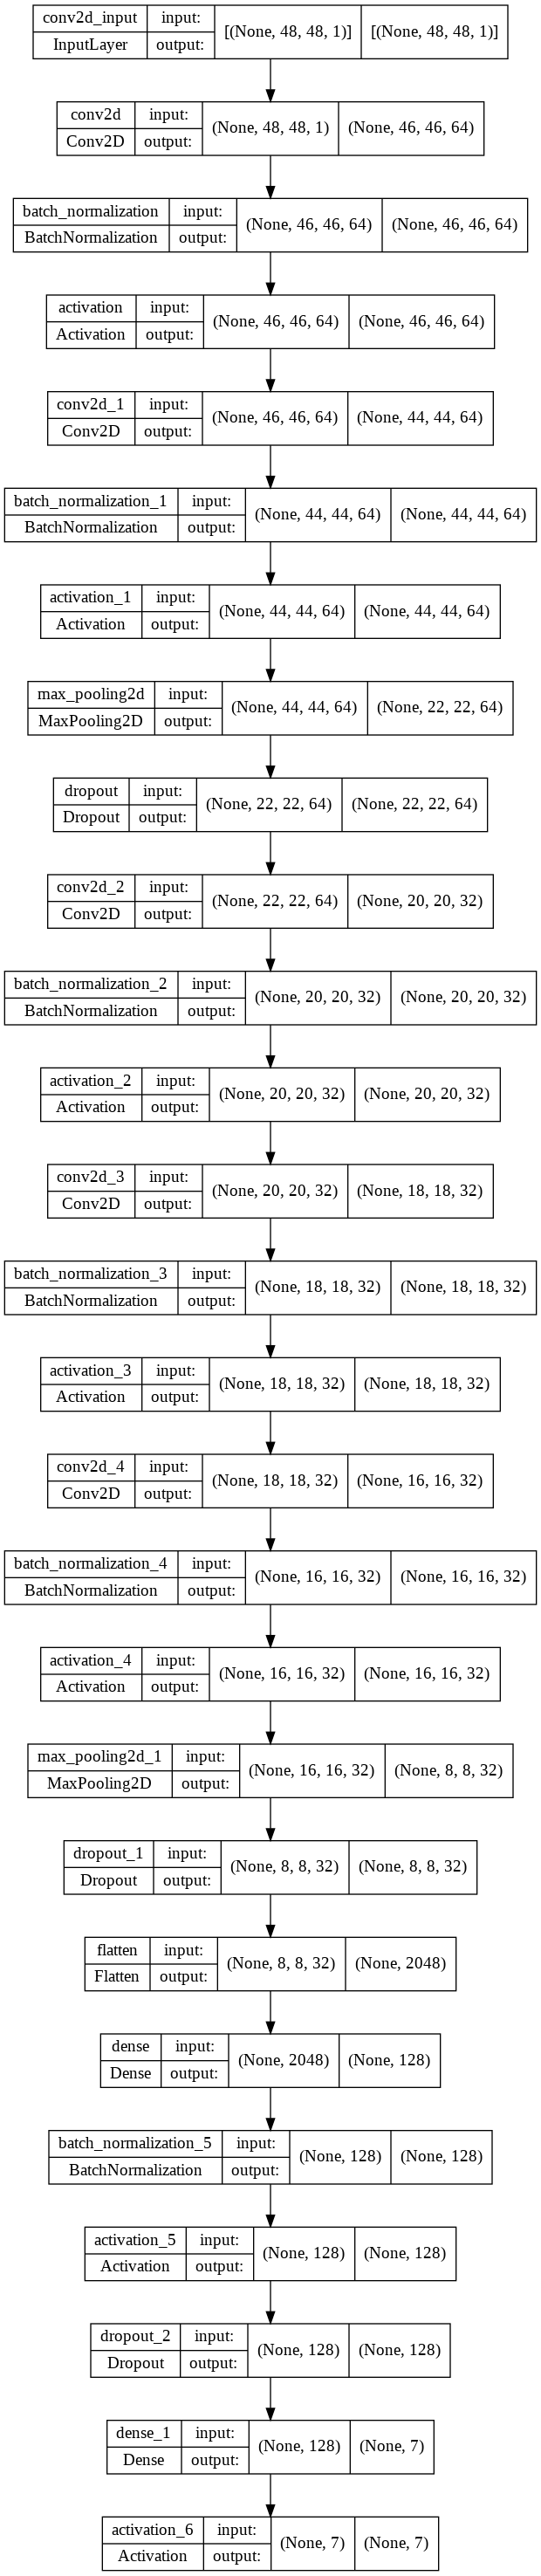 conv2d_input input: [(None, 48, 48, 1)] [(None, 48, 48, 1)]
InputLayer output:
conv2d input: (None, 48, 48, 1) (None, 46, 46, 64)
Conv2D output:
batch_normalization input: (None, 46, 46, 64) (None, 46, 46, 64)
BatchNormalization output:
activation input: (None, 46, 46, 64) (None, 46, 46, 64)
Activation output:
conv2d_1 input: (None, 46, 46, 64) (None, 44, 44, 64)
Conv2D output:
batch_normalization_1 input: (None, 44, 44, 64) (None, 44, 44, 64)
BatchNormalization output:
activation_1 input: (None, 44, 44, 64) (None, 44, 44, 64)
Activation output:
max_pooling2d input: (None, 44, 44, 64) (None, 22, 22, 64)
MaxPooling2D output:
dropout input: (None, 22, 22, 64) (None, 22, 22, 64)
Dropout output:
conv2d_2 input: (None, 22, 22, 64) (None, 20, 20, 32)
Conv2D output:
batch_normalization_2 input: (None, 20, 20, 32) (None, 20, 20, 32)
BatchNormalization output:
activation_2 input: (None, 20, 20, 32) (None, 20, 20, 32)
Activation output:
conv2d_3 input: (None, 20, 20, 32) (None, 18, 18, 32)
Conv2D output:
batch_normalization_3 input: (None, 18, 18, 32) (None, 18, 18, 32)
BatchNormalization output:
activation_3 input: (None, 18, 18, 32) (None, 18, 18, 32)
Activation output:
conv2d_4 input: (None, 18, 18, 32) (None, 16, 16, 32)
Conv2D output:
batch_normalization_4 input: (None, 16, 16, 32) (None, 16, 16, 32)
BatchNormalization output:
activation_4 input: (None, 16, 16, 32) (None, 16, 16, 32)
Activation output:
max_pooling2d_1 input: (None, 16, 16, 32) (None, 8, 8, 32)
MaxPooling2D output:
dropout_1 input: (None, 8, 8, 32) (None, 8, 8, 32)
Dropout output:
flatten input: (None, 8, 8, 32) (None, 2048)
Flatten output:
dense input: (None, 2048) (None, 128)
Dense output:
batch_normalization_5 input: (None, 128) (None, 128)
BatchNormalization output:
activation_5 input: (None, 128) (None, 128)
Activation output:
dropout_2 input: (None, 128) (None, 128)
Dropout output:
dense_1 input: (None, 128) (None, 7)
Dense output:
activation_6 input: (None, 7) (None, 7)
Activation output: